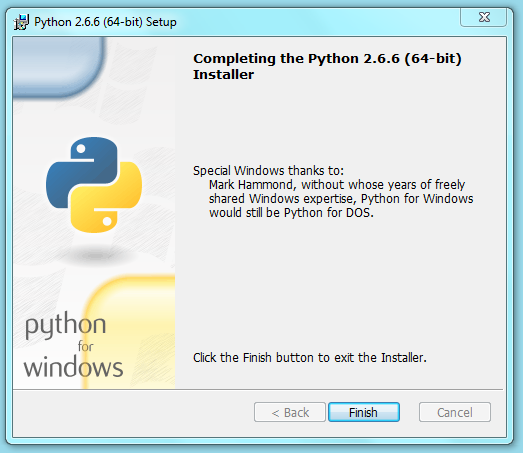 Python 2.6.6 (64-bit) Setup
Completing the Python 2.6.6 (64-bit)
Installer
Special Windows thanks to:
Mark Hammond, without whose years of freely
shared Windows expertise, Python for Windows
would still be Python for DOS.
python
for
windows
Click the Finish button to exit the Installer.
< Back
Finish
Cancel